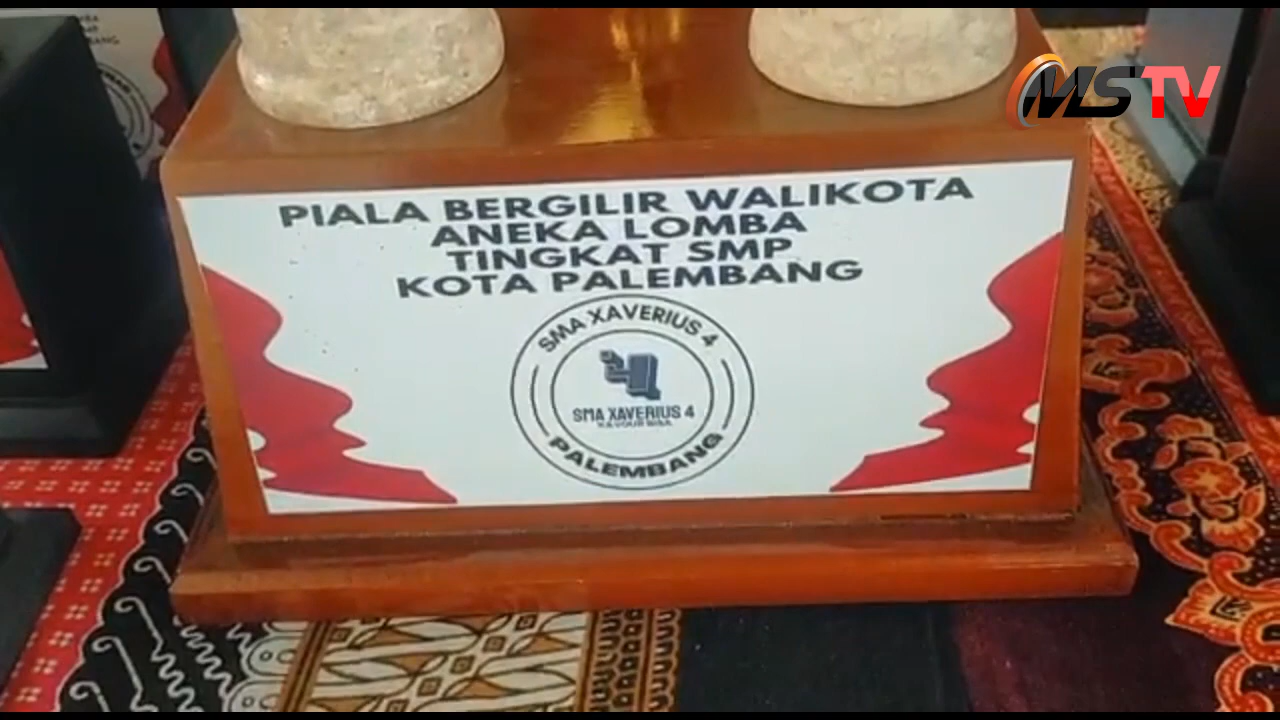 MSTV
PIALA BERGILIR WALIKOTA
ANEKA LOMBA
TINGKAT SMP
KOTA PALEMBANG
SMA XAVERIUS 4
SMA XAVERIUS 4
PALEMBANG